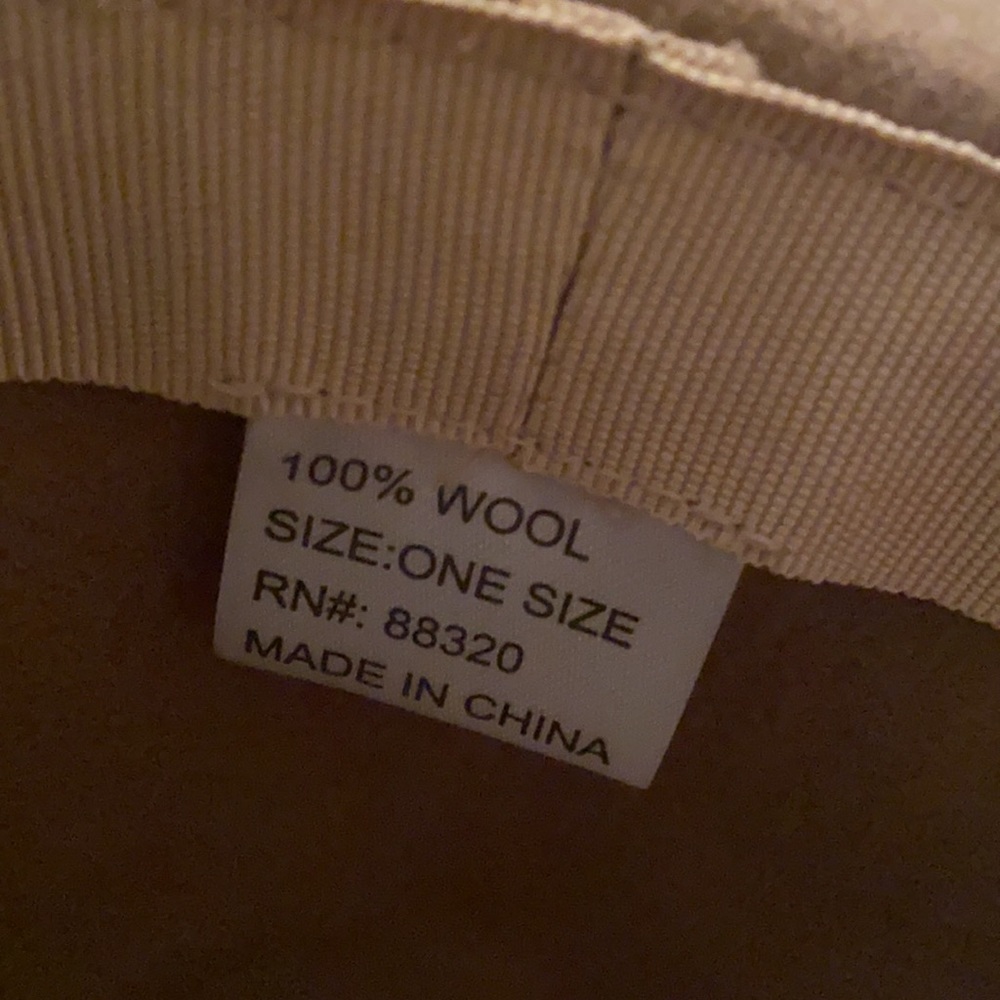 100% WOOL
SIZE:ONE SIZE
RN#: 88320
MADE IN CHINA